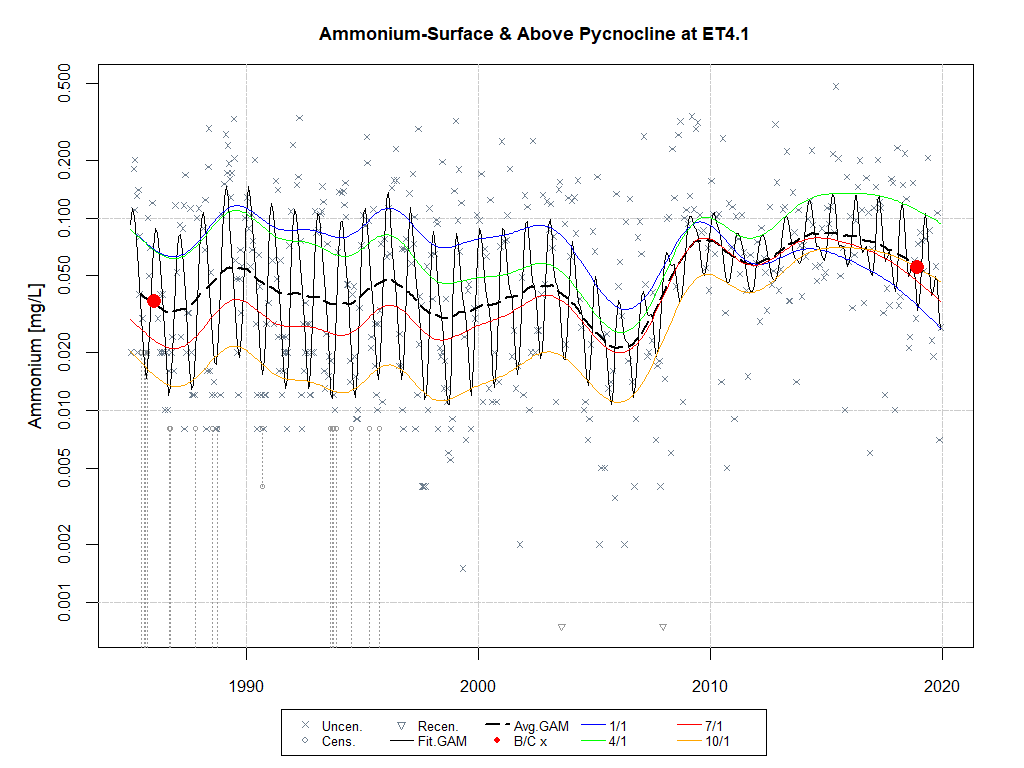 Ammonium-Surface & Above Pycnocline at ET4.1
Ammonium [mg/L]
0.500
0.200
0.100
0.050
0.020
0.010
0.005
0.002
0.001
1990 2000 2010 2020
Uncen. Recen. Avg.GAM 1/1 7/1
Cens. Fit.GAM B/C x 4/1 10/1